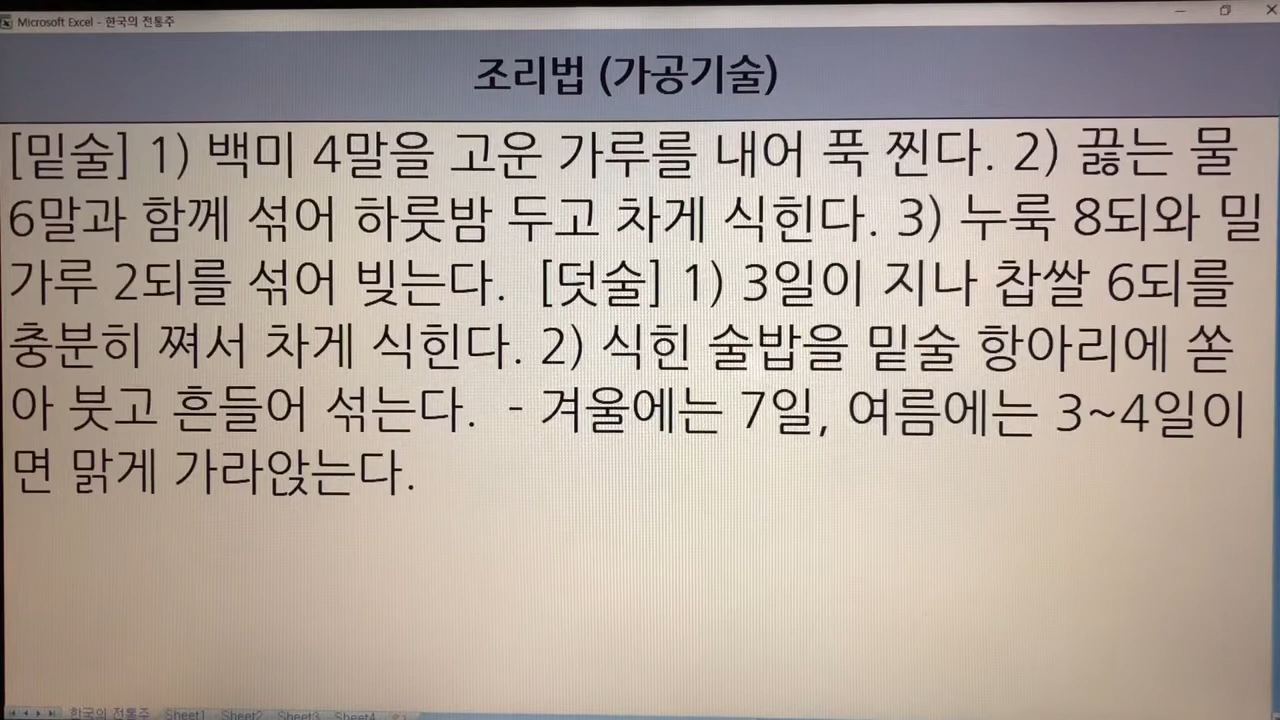 Microsoft Excel - 한국의 전통주
조리법 (가공기술)
[밑술] 1) 백미 4말을 고운 가루를 내어 푹 찐다. 2) 끓는 물
6말과 함께 섞어 하룻밤 두고 차게 식힌다. 3) 누룩 8되와 밀
가루 2되를 섞어 빚는다. [덧술] 1) 3일이 지나 찹쌀 6되를
충분히 쪄서 차게 식힌다. 2) 식힌 술밥을 밑술 항아리에 쏟
아 붓고 흔들어 섞는다. - 겨울에는 7일, 여름에는 3~4일이
면 맑게 가라앉는다.
한국의 전통주 Sheet1 Sheet2 Sheet3 Sheet4